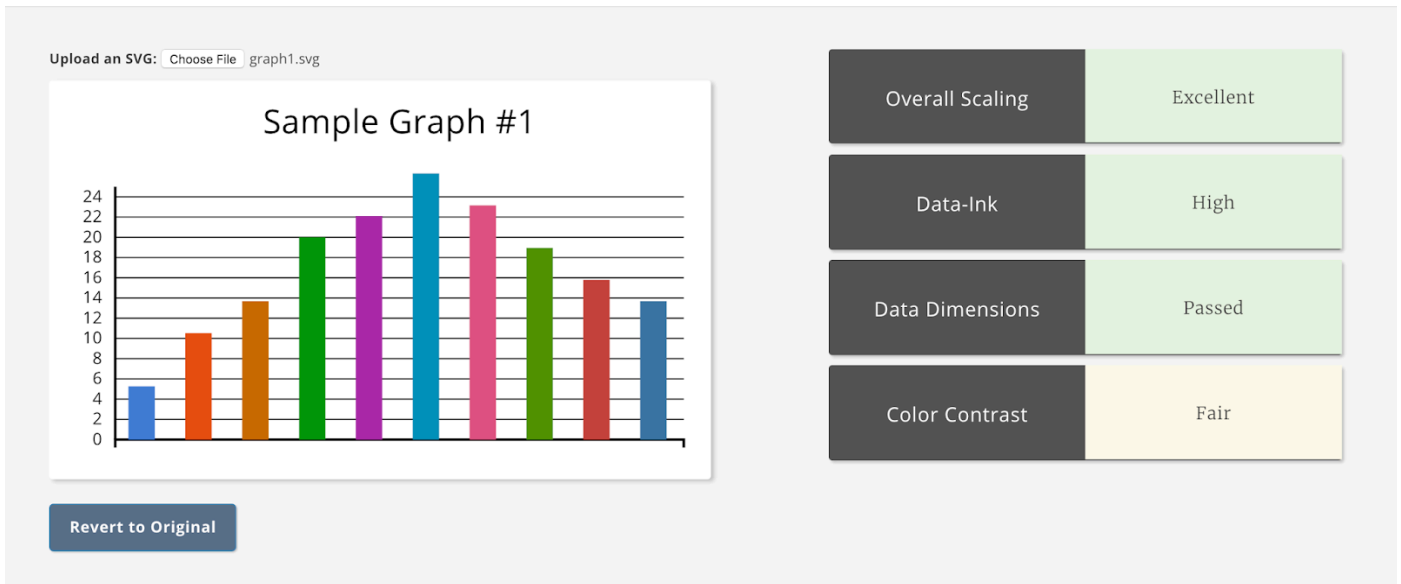 Upload an SVG: Choose File graph1.svg
Sample Graph #1
24
22
20
18
16
14
12
10
8
6
4
2
0
Revert to Original
Overall Scaling Excellent
Data-Ink High
Data Dimensions Passed
Color Contrast Fair